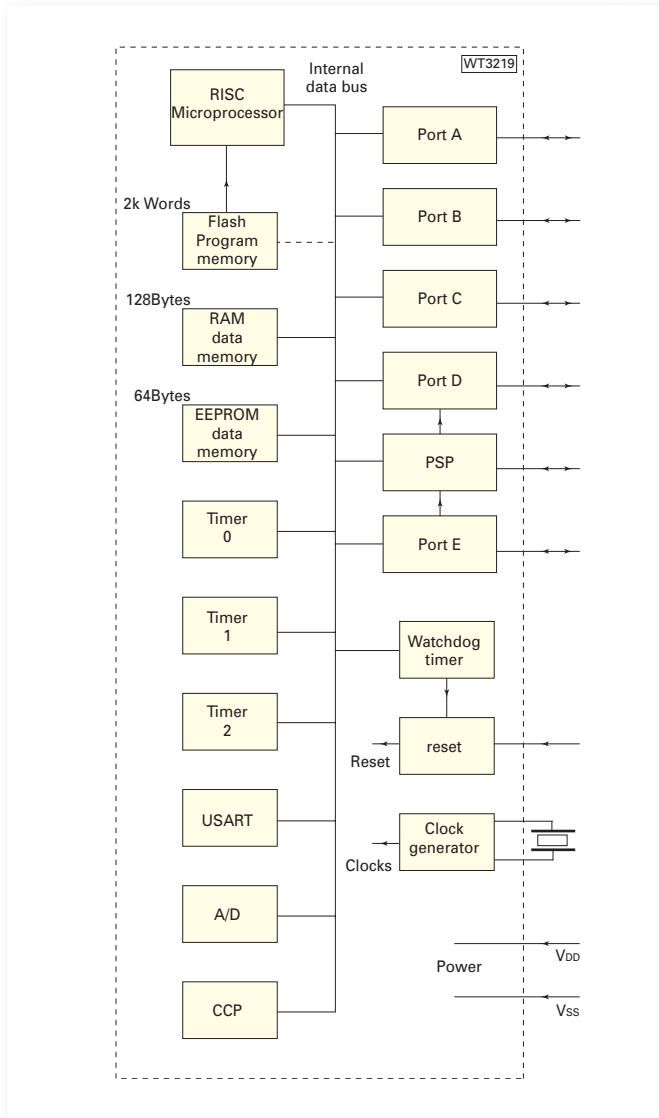 WT3219
Internal
data bus
RISC
Microprocessor
Port A
2k Words
Flash
Program
memory
Port B
128Bytes
RAM
data
memory
Port C
64Bytes
EEPROM
data
memory
Port D
PSP
Timer
0
Port E
Timer
1
Watchdog
timer
Timer
2
reset
Reset
USART
Clock
generator
Clocks
A/D
Power
VDD
CCP
VSS